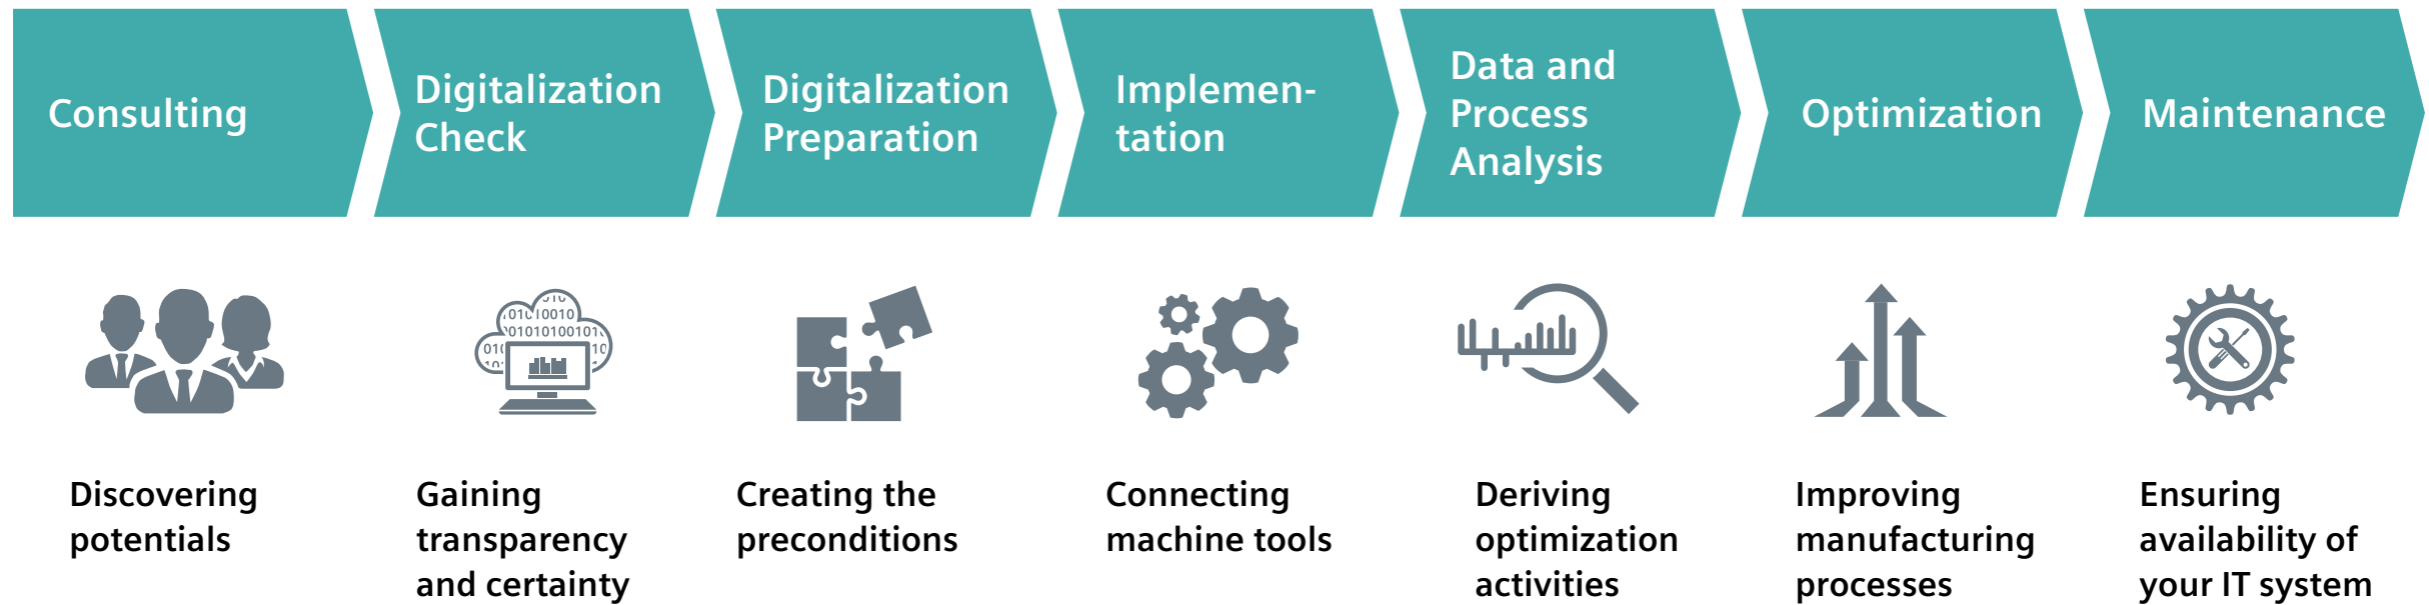 Consulting
Digitalization
Check
Digitalization
Preparation
Implemen-
tation
Data and
Process
Analysis
Optimization
Maintenance
Discovering
potentials
Gaining
transparency
and certainty
Creating the
preconditions
Connecting
machine tools
Deriving
optimization
activities
Improving
manufacturing
processes
Ensuring
availability of
your IT system